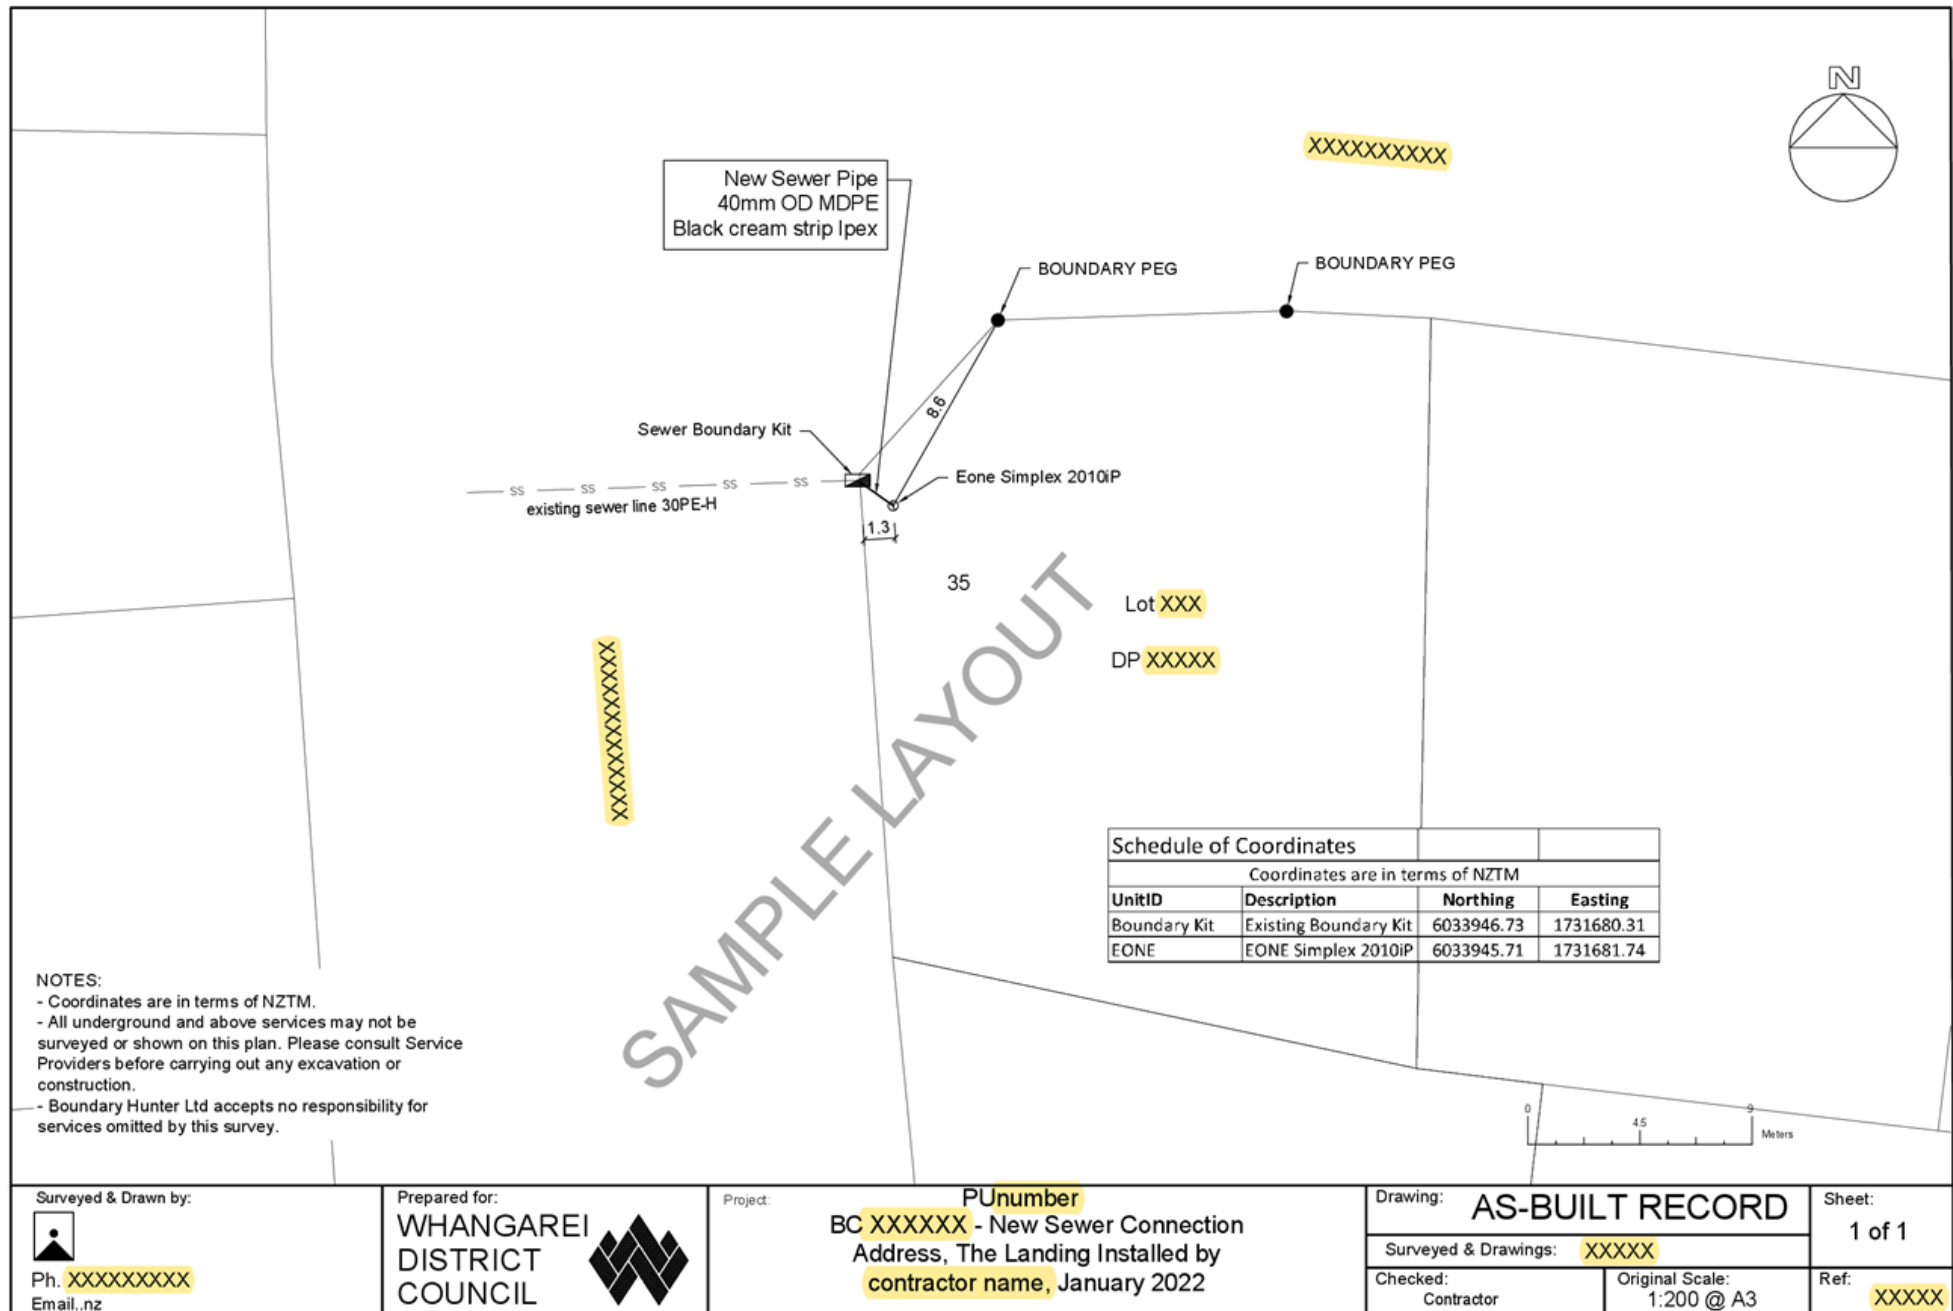 N
XXXXXXXXXX
New Sewer Pipe
40mm OD MDPE
Black cream strip Ipex
BOUNDARY PEG
BOUNDARY PEG
8.6
Sewer Boundary Kit
Eone Simplex 2010iP
SS SS SS SS SS
existing sewer line 30PE-H
1.3
35
Lot XXX
DP XXXXX
XXXXXXXXXXXXX
SAMPLE LAYOUT
Schedule of Coordinates
Coordinates are in terms of NZTM
UnitID Description Northing Easting
Boundary Kit Existing Boundary Kit 6033946.73 1731680.31
EONE EONE Simplex 2010iP 6033945.71 1731681.74
NOTES:
- Coordinates are in terms of NZTM.
- All underground and above services may not be
surveyed or shown on this plan. Please consult Service
Providers before carrying out any excavation or
construction.
- Boundary Hunter Ltd accepts no responsibility for
services omitted by this survey.
0 4.5 9
Meters
Surveyed & Drawn by:
Ph. XXXXXXXXX
Email..nz
Prepared for:
WHANGAREI
DISTRICT
COUNCIL
Project:
PUnumber
BC XXXXXX - New Sewer Connection
Address, The Landing Installed by
contractor name, January 2022
Drawing: AS-BUILT RECORD
Surveyed & Drawings: XXXXX
Checked:
Contractor
Original Scale:
1:200 @ A3
Sheet:
1 of 1
Ref:
XXXXX